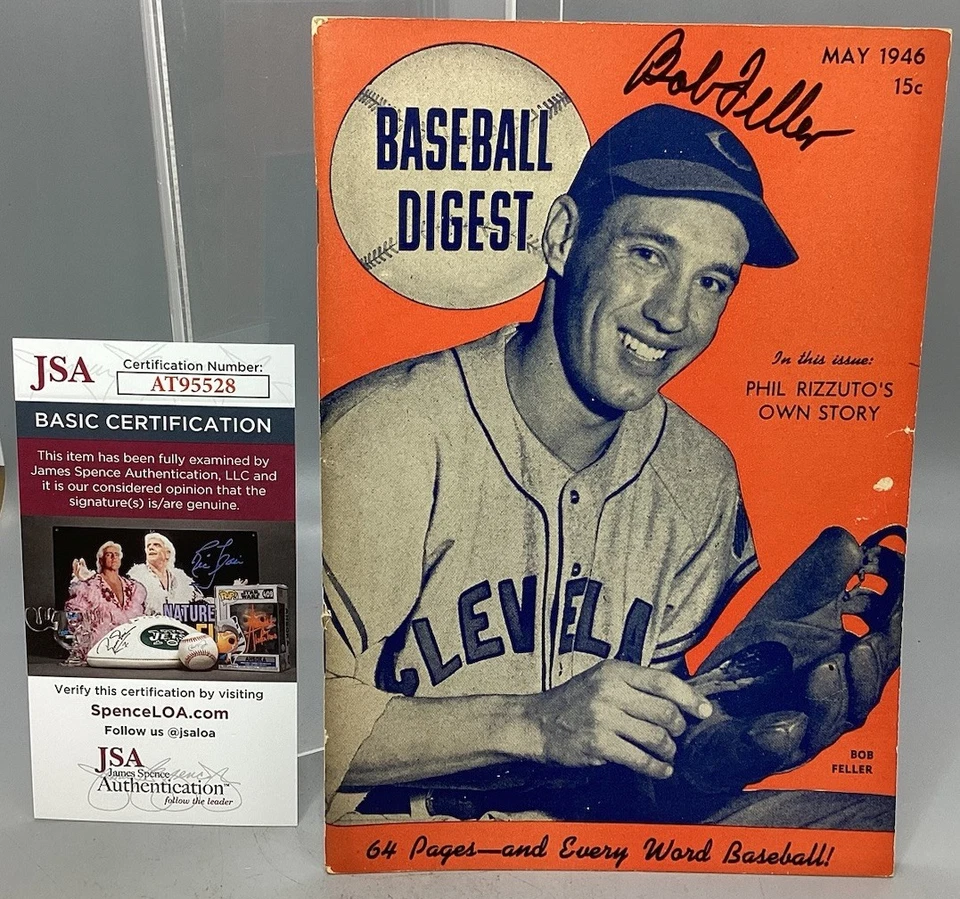 JSA
Certification Number:
AT95528
BASIC CERTIFICATION
This item has been fully examined by
James Spence Authentication, LLC and
it is our considered opinion that the
signature(s) is/are genuine.
NATURE
JETS
Verify this certification by visiting
SpenceLOA.com
Follow us @jsaloa
JSA
James Spence
Authentication™
follow the leader
Bob Feller
MAY 1946
15c
BASEBALL
DIGEST
C
In this issue:
PHIL RIZZUTO'S
OWN STORY
CLEVELA
BOB
FELLER
64 Pages—and Every Word Baseball!